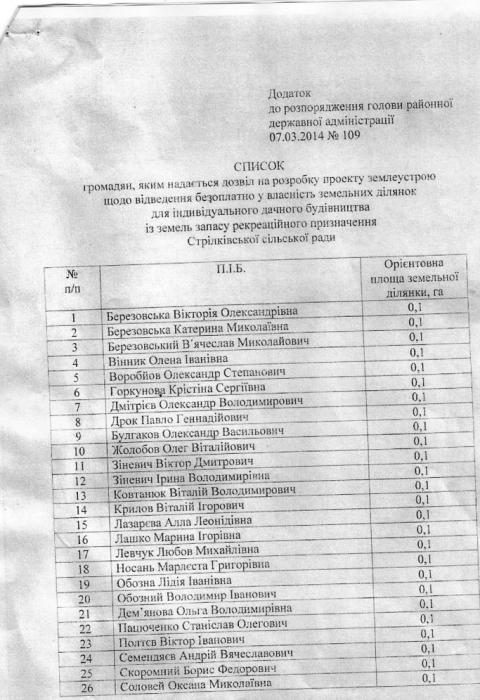 Додаток
до розпорядження голови районної
державної адміністрації
07.03.2014 № 109
СПИСОК
громадян, яким надається дозвіл на розробку проекту землеустрою
щодо відведення безоплатно у власність земельних ділянок
для індивідуального дачного будівництва
із земель запасу рекреаційного призначення
Стрілківської сільської ради
№ п/п П.І.Б. Орієнтовна площа земельної ділянки, га
1 Березовська Вікторія Олександрівна 0,1
2 Березовська Катерина Миколаївна 0,1
3 Березовський В'ячеслав Миколайович 0,1
4 Вінник Олена Іванівна 0,1
5 Воробйов Олександр Степанович 0,1
6 Горкунова Крістіна Сергіївна 0,1
7 Дмітрієв Олександр Володимирович 0,1
8 Дрок Павло Геннадійович 0,1
9 Булгаков Олександр Васильович 0,1
10 Жолобов Олег Віталійович 0,1
11 Зіневич Віктор Дмитрович 0,1
12 Зіневич Ірина Володимирівна 0,1
13 Ковтанюк Віталій Володимирович 0,1
14 Крилов Віталій Ігорович 0,1
15 Лазарєва Алла Леонідівна 0,1
16 Лашко Марина Ігорівна 0,1
17 Левчук Любов Михайлівна 0,1
18 Носань Марлєста Григорівна 0,1
19 Обозна Лідія Іванівна 0,1
20 Обозний Володимир Іванович 0,1
21 Дем'янова Ольга Володимирівна 0,1
22 Пащоченко Станіслав Олегович 0,1
23 Полтєв Віктор Іванович 0,1
24 Семендяєв Андрій Вячеславович 0,1
25 Скоромний Борис Федорович 0,1
26 Соловей Оксана Миколаївна 0,1